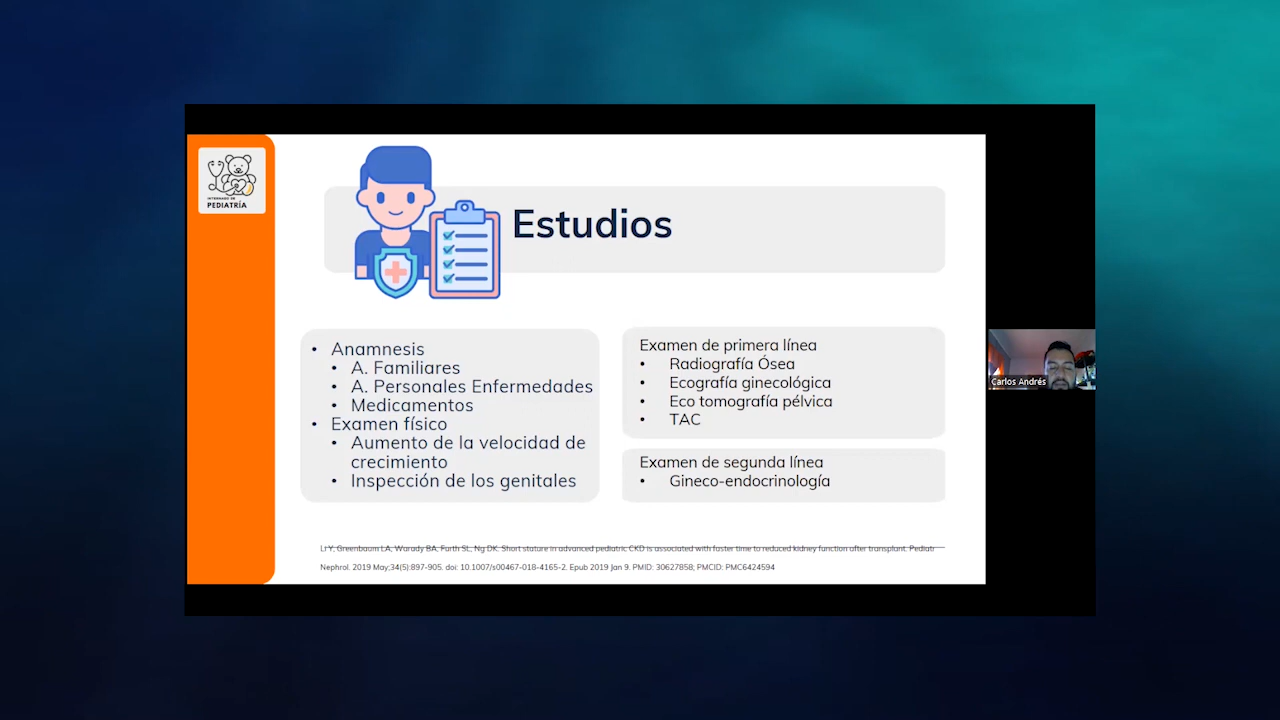 INTERNADO DE
PEDIATRÍA
Estudios
• Anamnesis
• A. Familiares
• A. Personales Enfermedades
• Medicamentos
• Examen físico
• Aumento de la velocidad de
crecimiento
• Inspección de los genitales
Examen de primera línea
• Radiografía Ósea
• Ecografía ginecológica
• Eco tomografía pélvica
• TAC
Examen de segunda línea
• Gineco-endocrinología
Li Y, Greenbaum LA, Warady BA, Furth SL, Ng DK. Short stature in advanced pediatric CKD is associated with faster time to reduced kidney function after transplant. Pediatr
Nephrol. 2019 May;34(5):897-905. doi: 10.1007/s00467-018-4165-2. Epub 2019 Jan 9. PMID: 30627858; PMCID: PMC6424594
Carlos Andrés